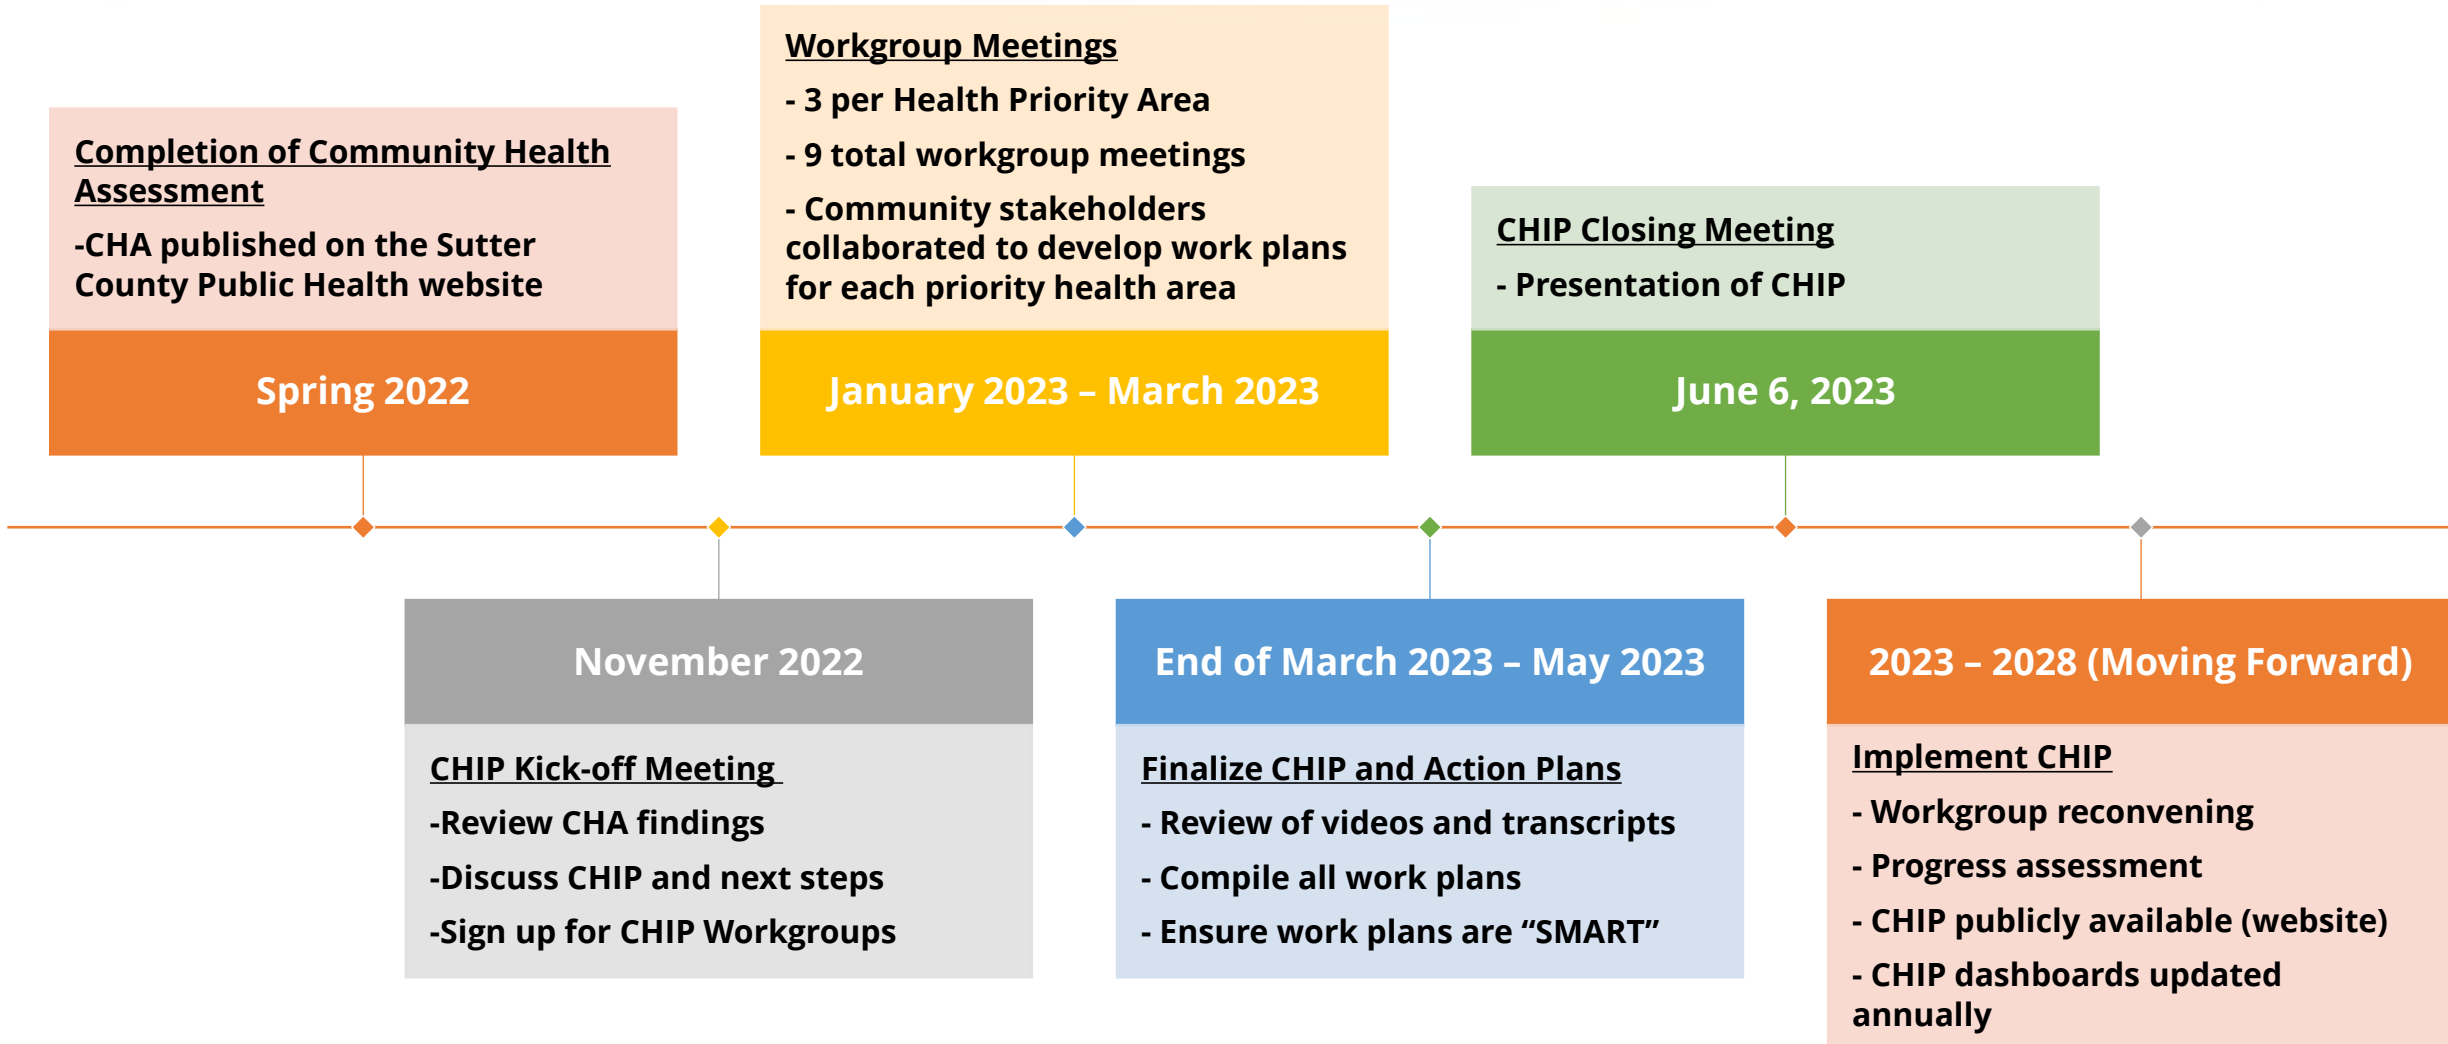 Completion of Community Health
Assessment
-CHA published on the Sutter
County Public Health website
Spring 2022
CHIP Kick-off Meeting
-Review CHA findings
-Discuss CHIP and next steps
-Sign up for CHIP Workgroups
November 2022
Workgroup Meetings
- 3 per Health Priority Area
- 9 total workgroup meetings
- Community stakeholders
collaborated to develop work plans
for each priority health area
January 2023 – March 2023
End of March 2023 – May 2023
Finalize CHIP and Action Plans
- Review of videos and transcripts
- Compile all work plans
- Ensure work plans are “SMART”
CHIP Closing Meeting
- Presentation of CHIP
June 6, 2023
2023 – 2028 (Moving Forward)
Implement CHIP
- Workgroup reconvening
- Progress assessment
- CHIP publicly available (website)
- CHIP dashboards updated
annually